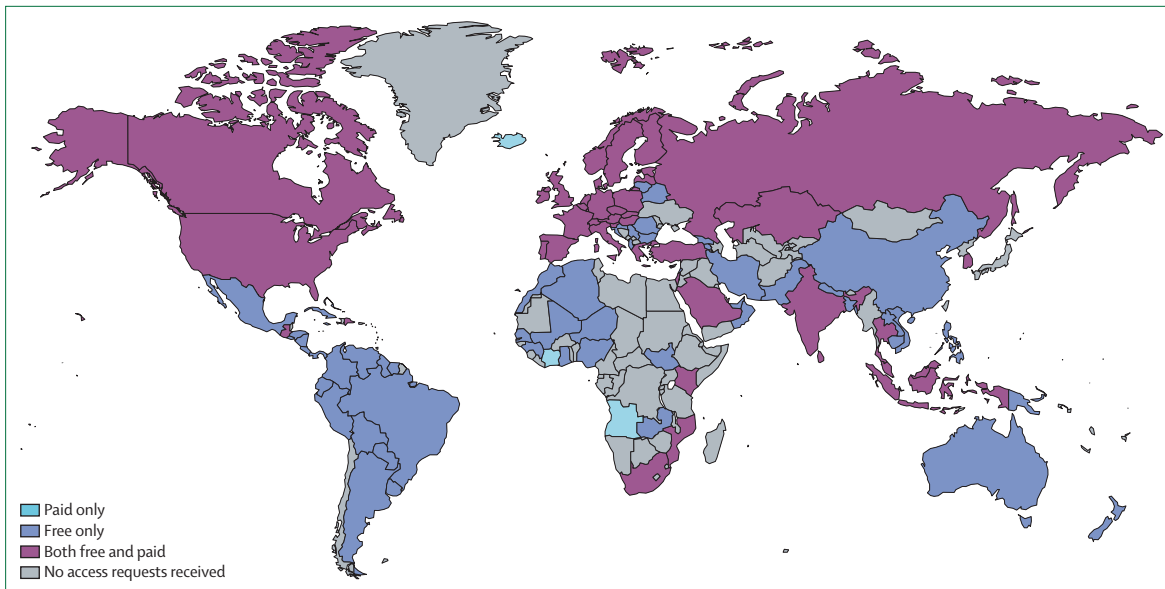 Paid only
Free only
Both free and paid
No access requests received